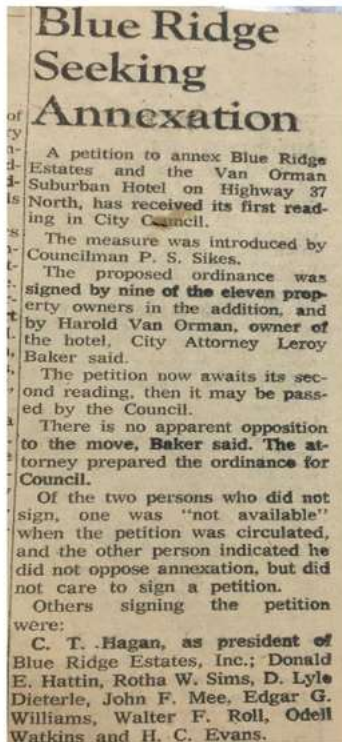 Blue Ridge
Seeking
Annexation
A petition to annex Blue Ridge
Estates and the Van Orman
Suburban Hotel on Highway 37
North, has received its first read-
ing in City Council.
The measure was introduced by
Councilman P. S. Sikes.
The proposed ordinance was
signed by nine of the eleven prop-
erty owners in the addition, and
by Harold Van Orman, owner of
the hotel, City Attorney Leroy
Baker said.
The petition now awaits its sec-
ond reading, then it may be pass-
ed by the Council.
There is no apparent opposition
to the move, Baker said. The at-
torney prepared the ordinance for
Council.
Of the two persons who did not
sign, one was "not available"
when the petition was circulated,
and the other person indicated he
did not oppose annexation, but did
not care to sign a petition.
Others signing the petition
were:
C. T. Hagan, as president of
Blue Ridge Estates, Inc.; Donald
E. Hattin, Rotha W. Sims, D. Lyle
Dieterle, John F. Mee, Edgar G.
Williams, Walter F. Roll, Odell
Watkins and H. C. Evans.